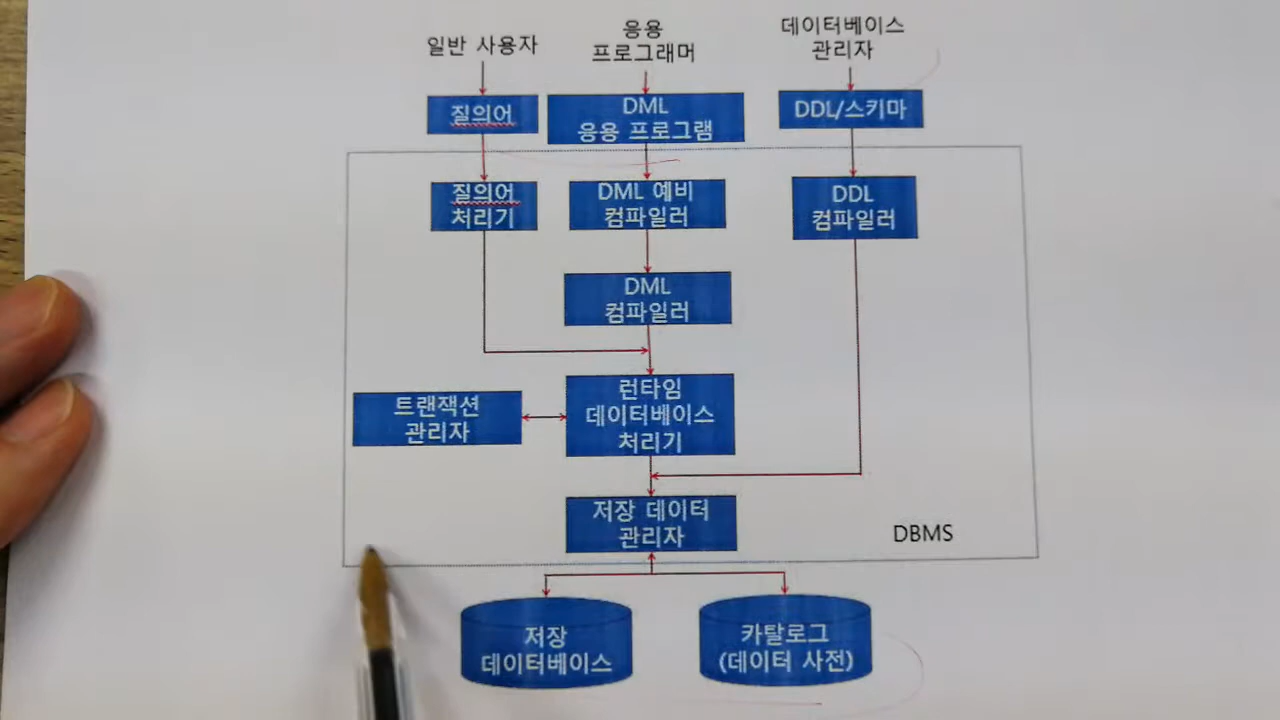 일반 사용자
응용
프로그래머
데이터베이스
관리자
질의어
DML
응용 프로그램
DDL/스키마
질의어
처리기
DML 예비
컴파일러
DDL
컴파일러
DML
컴파일러
트랜잭션
관리자
런타임
데이터베이스
처리기
저장 데이터
관리자
DBMS
저장
데이터베이스
카탈로그
(데이터 사전)